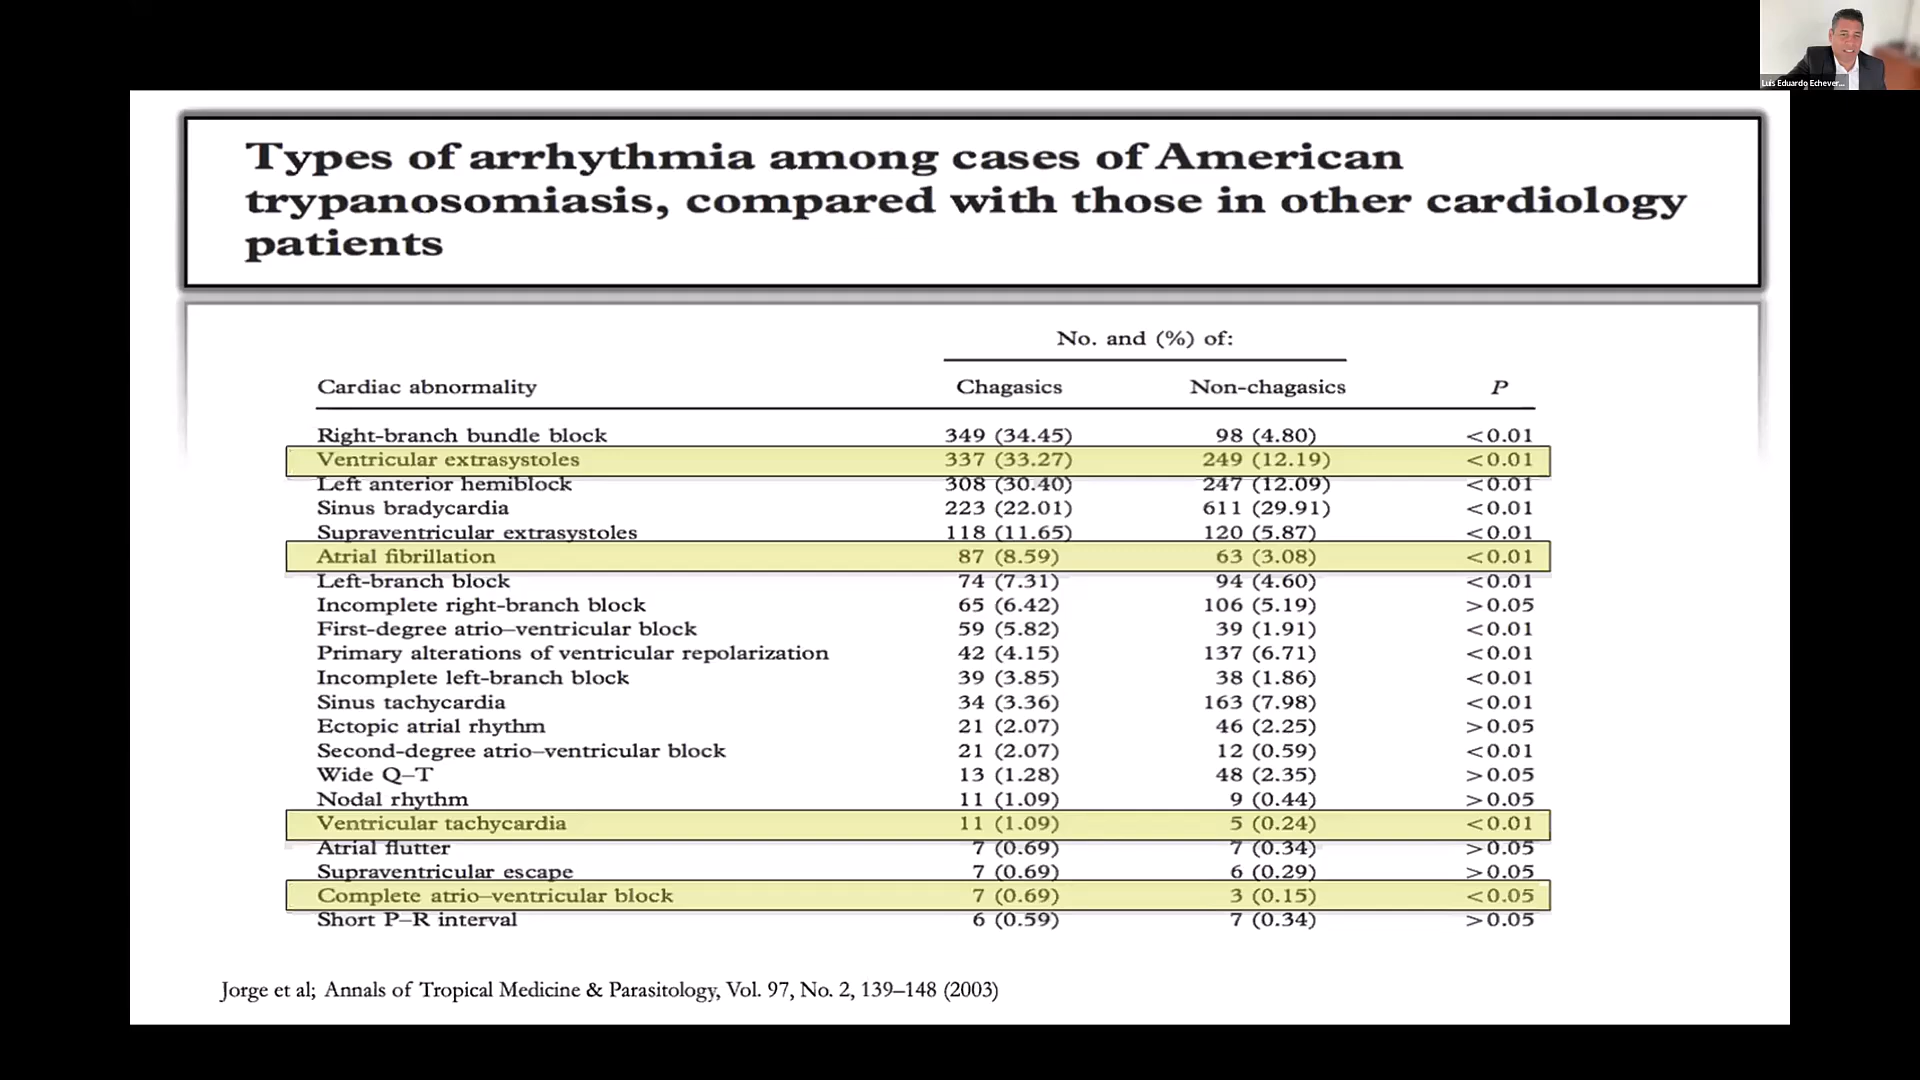 Luis Eduardo Echever...
Types of arrhythmia among cases of American
trypanosomiasis, compared with those in other cardiology
patients
No. and (%) of:
Cardiac abnormality Chagasics Non-chagasics P
Right-branch bundle block 349 (34.45) 98 (4.80) <0.01
Ventricular extrasystoles 337 (33.27) 249 (12.19) <0.01
Left anterior hemiblock 308 (30.40) 247 (12.09) <0.01
Sinus bradycardia 223 (22.01) 611 (29.91) <0.01
Supraventricular extrasystoles 118 (11.65) 120 (5.87) <0.01
Atrial fibrillation 87 (8.59) 63 (3.08) <0.01
Left-branch block 74 (7.31) 94 (4.60) <0.01
Incomplete right-branch block 65 (6.42) 106 (5.19) >0.05
First-degree atrio–ventricular block 59 (5.82) 39 (1.91) <0.01
Primary alterations of ventricular repolarization 42 (4.15) 137 (6.71) <0.01
Incomplete left-branch block 39 (3.85) 38 (1.86) <0.01
Sinus tachycardia 34 (3.36) 163 (7.98) <0.01
Ectopic atrial rhythm 21 (2.07) 46 (2.25) >0.05
Second-degree atrio–ventricular block 21 (2.07) 12 (0.59) <0.01
Wide Q–T 13 (1.28) 48 (2.35) >0.05
Nodal rhythm 11 (1.09) 9 (0.44) >0.05
Ventricular tachycardia 11 (1.09) 5 (0.24) <0.01
Atrial flutter 7 (0.69) 7 (0.34) >0.05
Supraventricular escape 7 (0.69) 6 (0.29) >0.05
Complete atrio–ventricular block 7 (0.69) 3 (0.15) <0.05
Short P–R interval 6 (0.59) 7 (0.34) >0.05
Jorge et al; Annals of Tropical Medicine & Parasitology, Vol. 97, No. 2, 139–148 (2003)